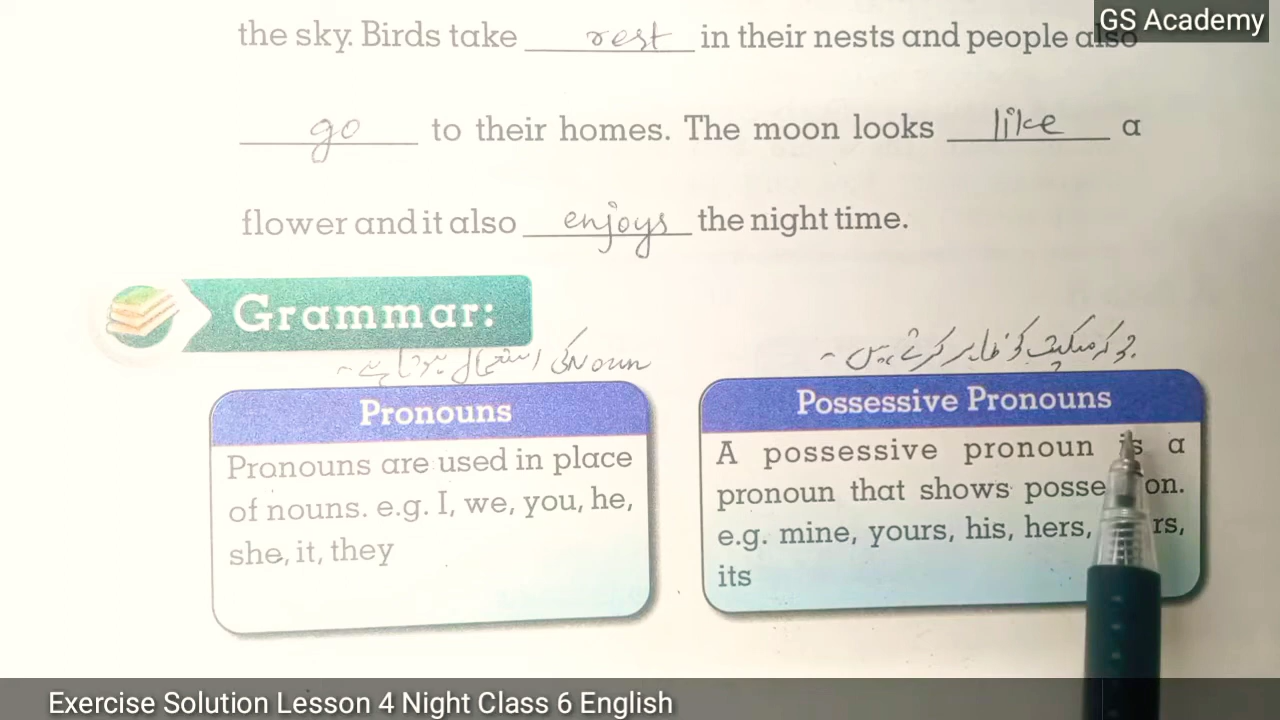 GS Academy
the sky. Birds take rest in their nests and people also
go to their homes. The moon looks like a
flower and it also enjoys the night time.
Grammar:
Noun کی استعمال ہوتا ہے۔
جو کہ ملکیت کو ظاہر کرتے ہیں۔
Pronouns
Pronouns are used in place
of nouns. e.g. I, we, you, he,
she, it, they
Possessive Pronouns
A possessive pronoun is a
pronoun that shows
e.g. mine, yours, his, hers,
its
Exercise Solution Lesson 4 Night Class 6 English